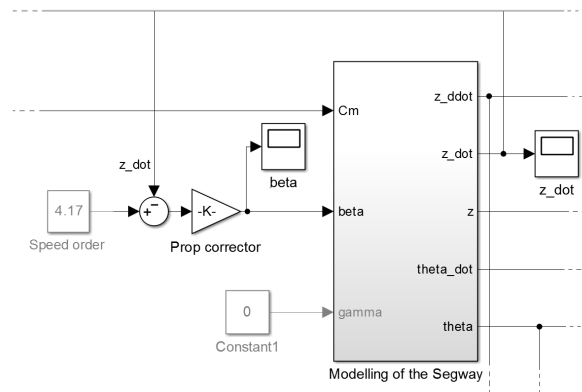 z_ddot
Cm
z_dot
z_dot
beta
z_dot
4.17
+
−
-K-
beta
z
Speed order
Prop corrector
theta_dot
0
gamma
theta
Constant1
Modelling of the Segway